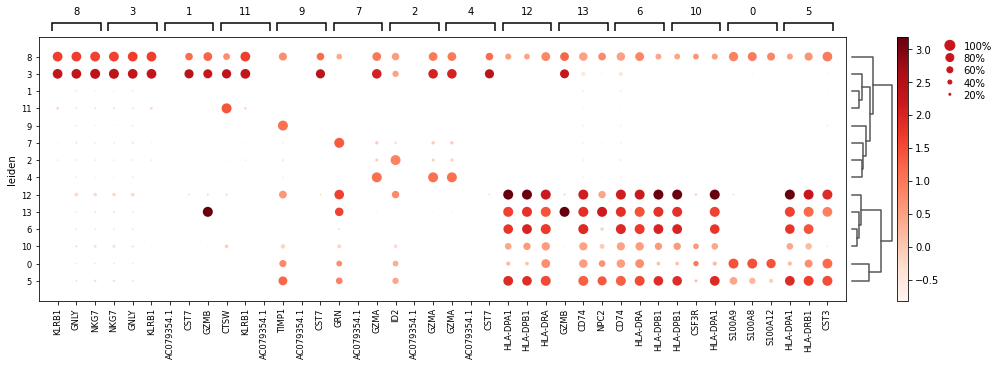 8 3 1 11 9 7 2 4 12 13 6 10 0 5
leiden
8
3
1
11
9
7
2
4
12
13
6
10
0
5
KLRB1
GNLY
NKG7
NKG7
GNLY
KLRB1
AC079354.1
CST7
GZMB
CTSW
KLRB1
AC079354.1
TIMP1
AC079354.1
CST7
GRN
AC079354.1
GZMA
ID2
AC079354.1
GZMA
GZMA
AC079354.1
CST7
HLA-DPA1
HLA-DPB1
HLA-DRA
GZMB
CD74
NPC2
CD74
HLA-DRA
HLA-DPB1
HLA-DPB1
CSF3R
HLA-DPA1
S100A9
S100A8
S100A12
HLA-DPA1
HLA-DRB1
CST3
3.0
2.5
2.0
1.5
1.0
0.5
0.0
−0.5
100%
80%
60%
40%
20%